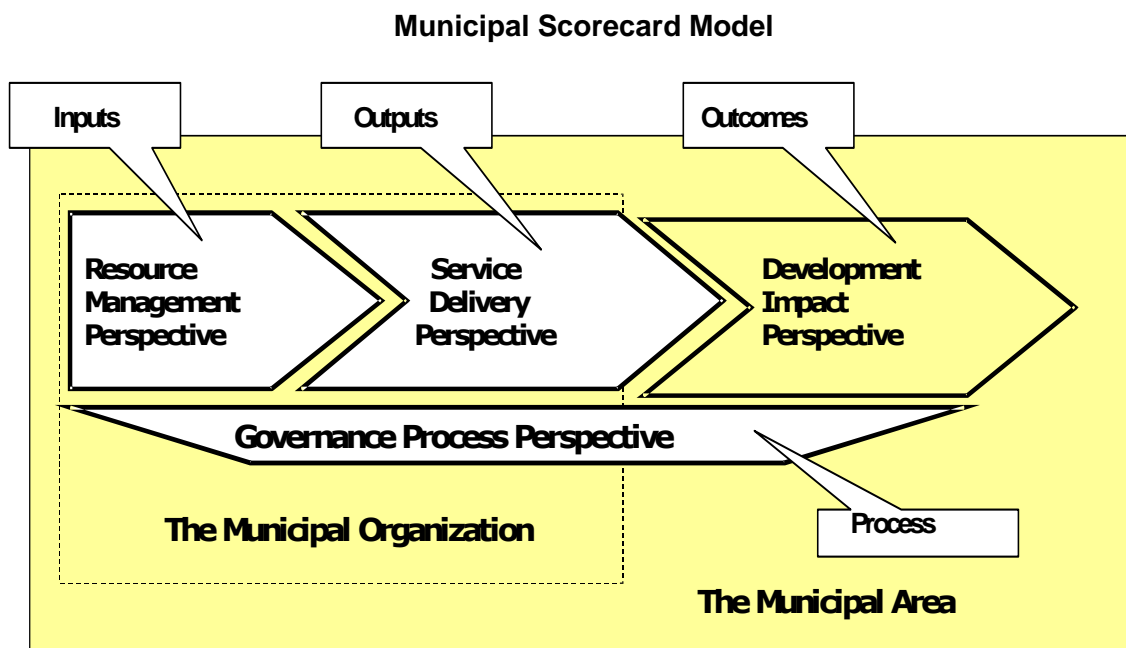 Municipal Scorecard Model
Inputs
Outputs
Outcomes
Resource
Management
Perspective
Service
Delivery
Perspective
Development
Impact
Perspective
Governance Process Perspective
The Municipal Organization
Process
The Municipal Area